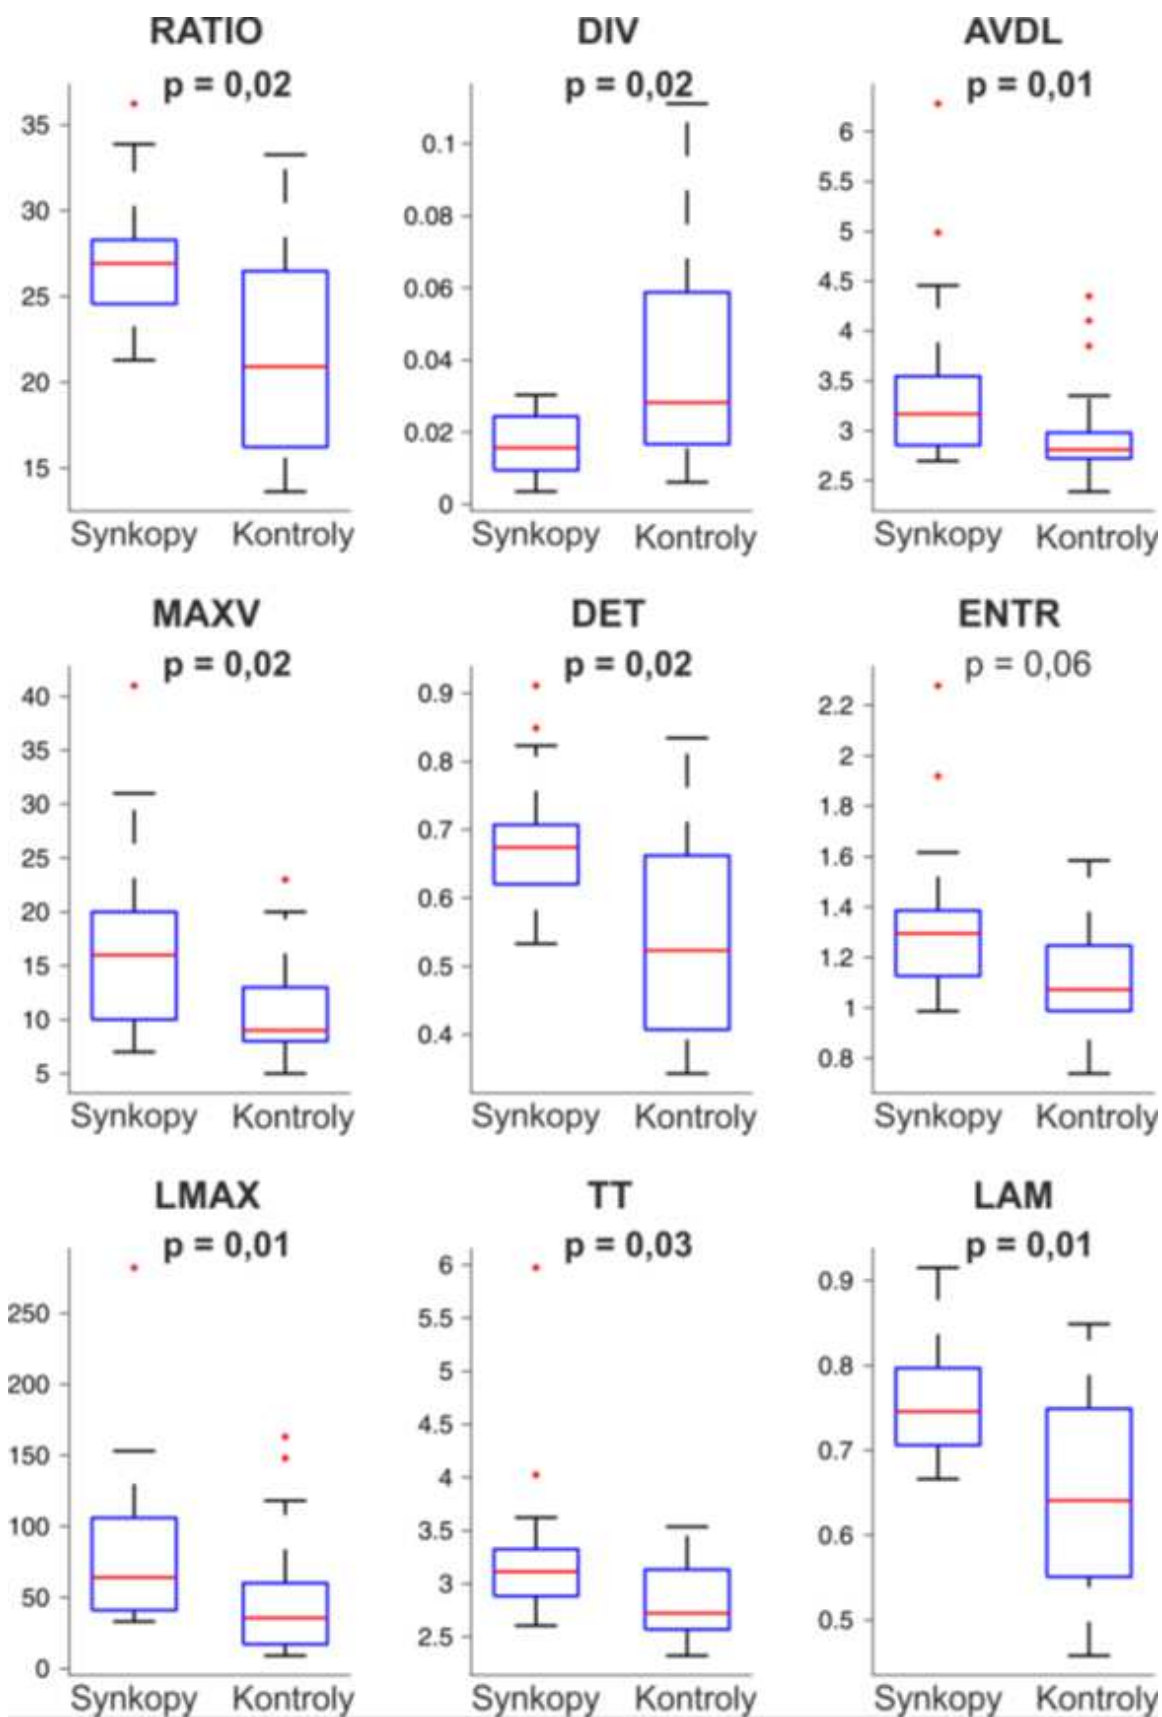 RATIO
p = 0,02
35
30
25
20
15
Synkopy Kontroly
DIV
p = 0,02
0.1
0.08
0.06
0.04
0.02
0
Synkopy Kontroly
AVDL
p = 0,01
6
5.5
5
4.5
4
3.5
3
2.5
Synkopy Kontroly
MAXV
p = 0,02
40
35
30
25
20
15
10
5
Synkopy Kontroly
DET
p = 0,02
0.9
0.8
0.7
0.6
0.5
0.4
Synkopy Kontroly
ENTR
p = 0,06
2.2
2
1.8
1.6
1.4
1.2
1
0.8
Synkopy Kontroly
LMAX
p = 0,01
250
200
150
100
50
0
Synkopy Kontroly
TT
p = 0,03
6
5.5
5
4.5
4
3.5
3
2.5
Synkopy Kontroly
LAM
p = 0,01
0.9
0.8
0.7
0.6
0.5
Synkopy Kontroly